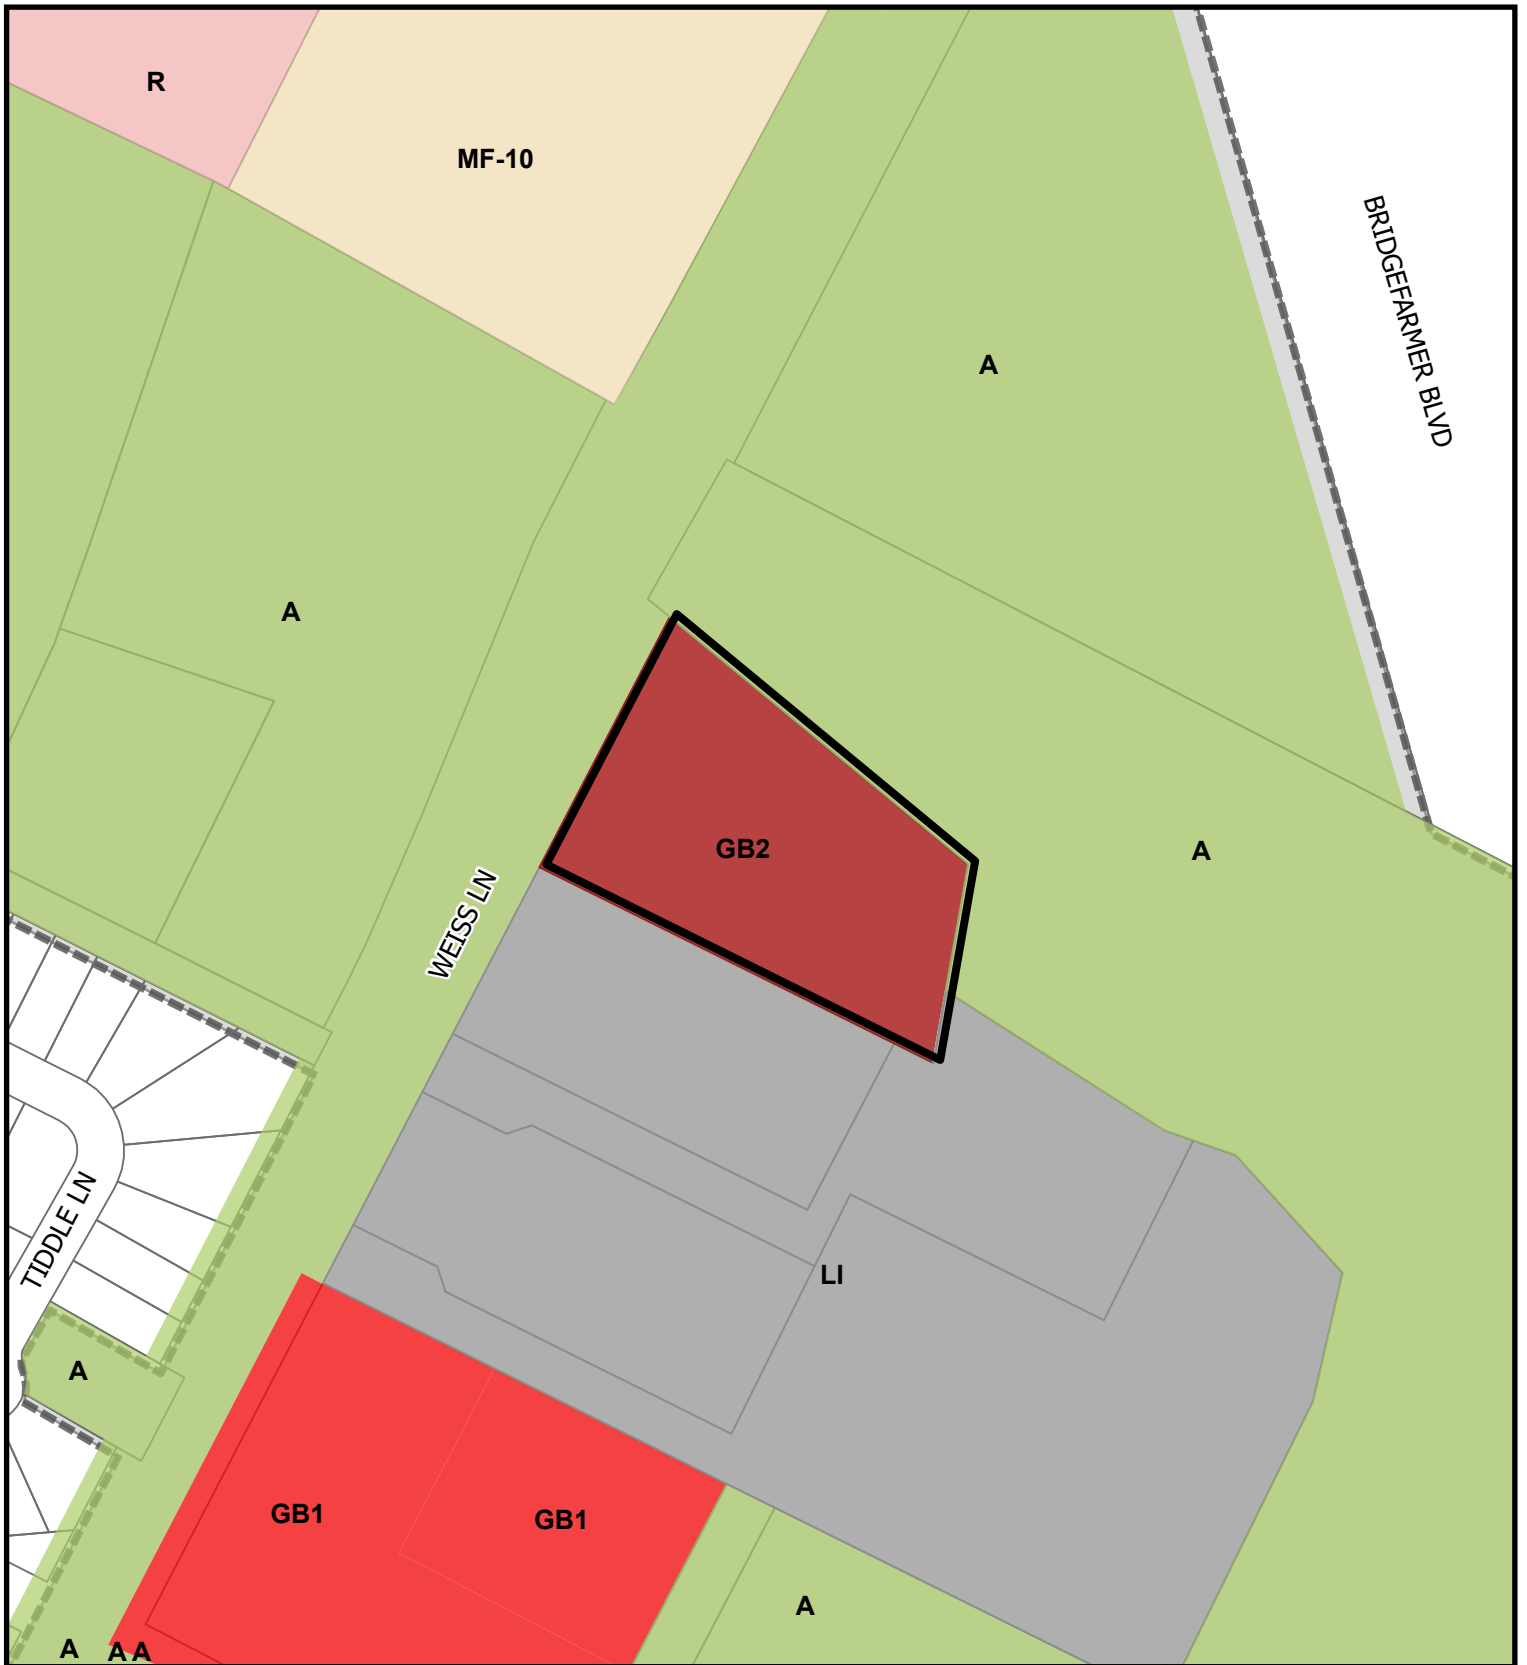 R
MF-10
BRIDGEFARMER BLVD
A
A
GB2
A
WEISS LN
TIDDLE LN
LI
A
GB1
GB1
A
A
A A